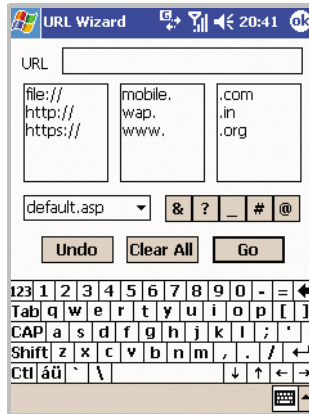 URL Wizard 20:41 ok
URL
file:// mobile. .com
http:// wap. .in
https:// www. .org
default.asp & ? _ # @
Undo Clear All Go
123 1 2 3 4 5 6 7 8 9 0 - =
Tab q w e r t y u i o p [ ]
CAP a s d f g h j k l ; '
Shift z x c v b n m , . /
Ctl áü ` \